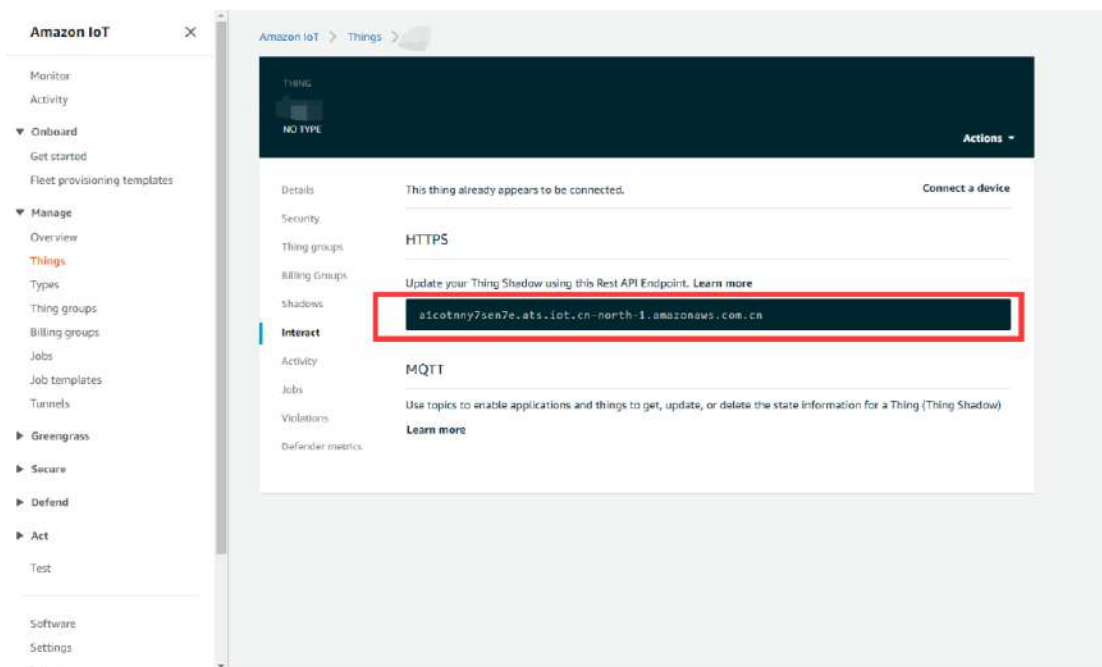 Amazon IoT
Monitor
Activity
Onboard
Get started
Fleet provisioning templates
Manage
Overview
Things
Types
Thing groups
Billing groups
Jobs
Job templates
Tunnels
Greengrass
Secure
Defend
Act
Test
Software
Settings
Amazon IoT > Things >
THING
NO TYPE
Actions
Details
Security
Thing groups
Billing Groups
Shadows
Interact
Activity
Jobs
Violations
Defender metrics
This thing already appears to be connected.
Connect a device
HTTPS
Update your Thing Shadow using this Rest API Endpoint. Learn more
a1cotnny7sen7e.ats.iot.cn-north-1.amazonaws.com.cn
MQTT
Use topics to enable applications and things to get, update, or delete the state information for a Thing (Thing Shadow)
Learn more